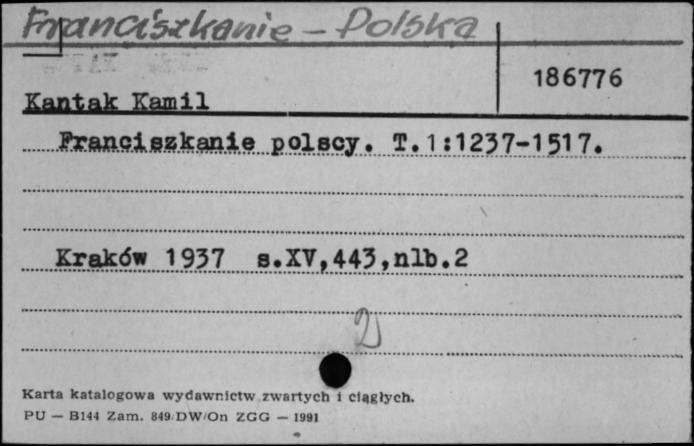 Franciszkanie - Polska
186776
Kantak Kamil
Franciszkanie polscy. T.1:1237-1517.
Kraków 1937 s.XV,443,nlb.2
2
Karta katalogowa wydawnictw zwartych i ciągłych.
PU — B144 Zam. 849/DW/On ZGG — 1991